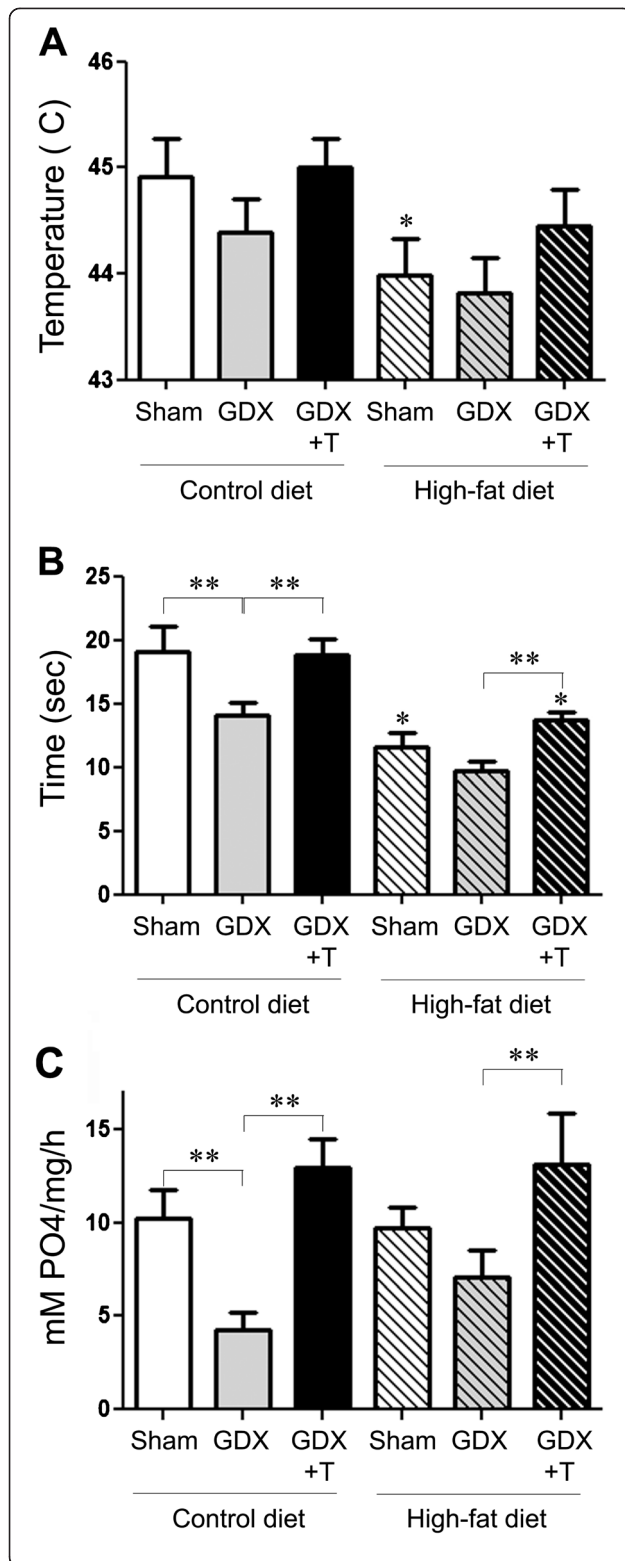 A
Temperature ( C)
46
45
44
43
*
Sham GDX GDX Sham GDX GDX
+T +T
Control diet High-fat diet
B
Time (sec)
25
20
15
10
5
0
** **
**
* *
Sham GDX GDX Sham GDX GDX
+T +T
Control diet High-fat diet
C
mM PO4/mg/h
15
10
5
0
** ** **
Sham GDX GDX Sham GDX GDX
+T +T
Control diet High-fat diet